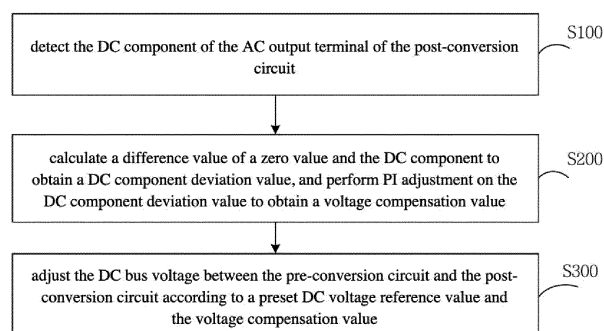 detect the DC component of the AC output terminal of the post-conversion
circuit
S100
calculate a difference value of a zero value and the DC component to
obtain a DC component deviation value, and perform PI adjustment on the
DC component deviation value to obtain a voltage compensation value
S200
adjust the DC bus voltage between the pre-conversion circuit and the post-
conversion circuit according to a preset DC voltage reference value and
the voltage compensation value
S300